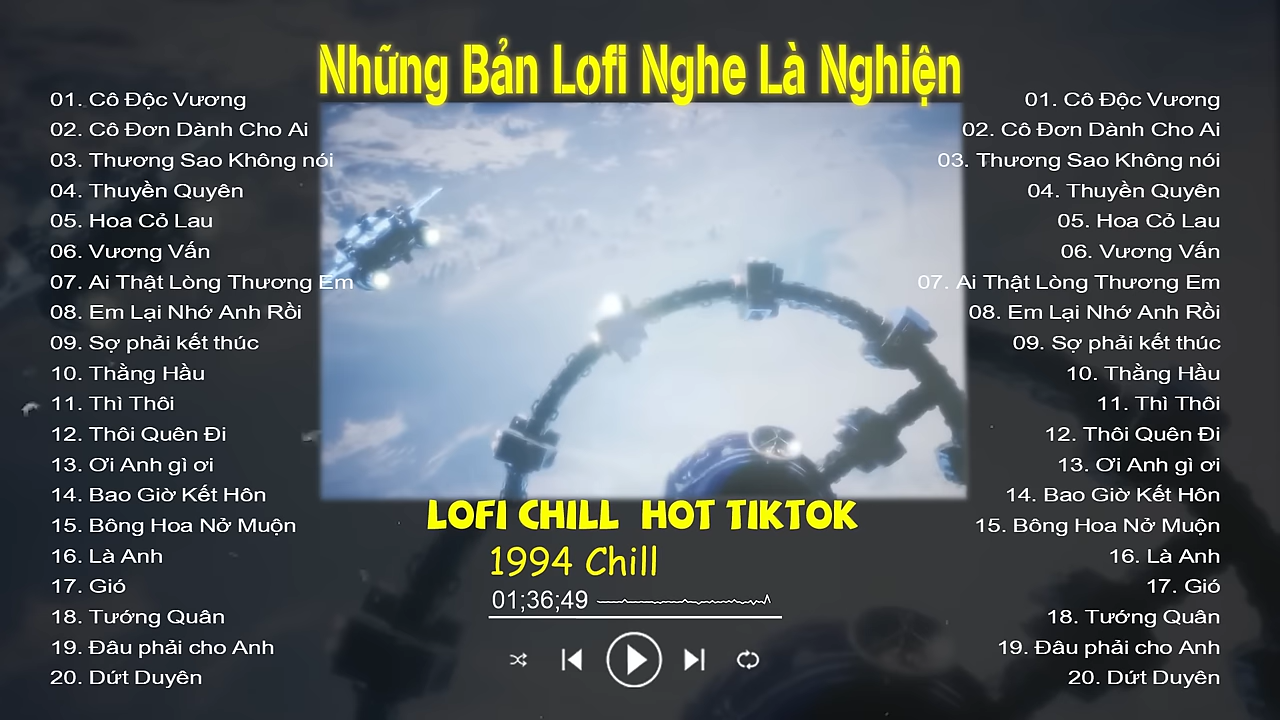 Những Bản Lofi Nghe Là Nghiện
01. Cô Độc Vương
02. Cô Đơn Dành Cho Ai
03. Thương Sao Không nói
04. Thuyền Quyên
05. Hoa Cỏ Lau
06. Vương Vấn
07. Ai Thật Lòng Thương Em
08. Em Lại Nhớ Anh Rồi
09. Sợ phải kết thúc
10. Thằng Hầu
11. Thì Thôi
12. Thôi Quên Đi
13. Ơi Anh gì ơi
14. Bao Giờ Kết Hôn
15. Bông Hoa Nở Muộn
16. Là Anh
17. Gió
18. Tướng Quân
19. Đâu phải cho Anh
20. Dứt Duyên
LOFI CHILL HOT TIKTOK
1994 Chill
01;36;49
01. Cô Độc Vương
02. Cô Đơn Dành Cho Ai
03. Thương Sao Không nói
04. Thuyền Quyên
05. Hoa Cỏ Lau
06. Vương Vấn
07. Ai Thật Lòng Thương Em
08. Em Lại Nhớ Anh Rồi
09. Sợ phải kết thúc
10. Thằng Hầu
11. Thì Thôi
12. Thôi Quên Đi
13. Ơi Anh gì ơi
14. Bao Giờ Kết Hôn
15. Bông Hoa Nở Muộn
16. Là Anh
17. Gió
18. Tướng Quân
19. Đâu phải cho Anh
20. Dứt Duyên